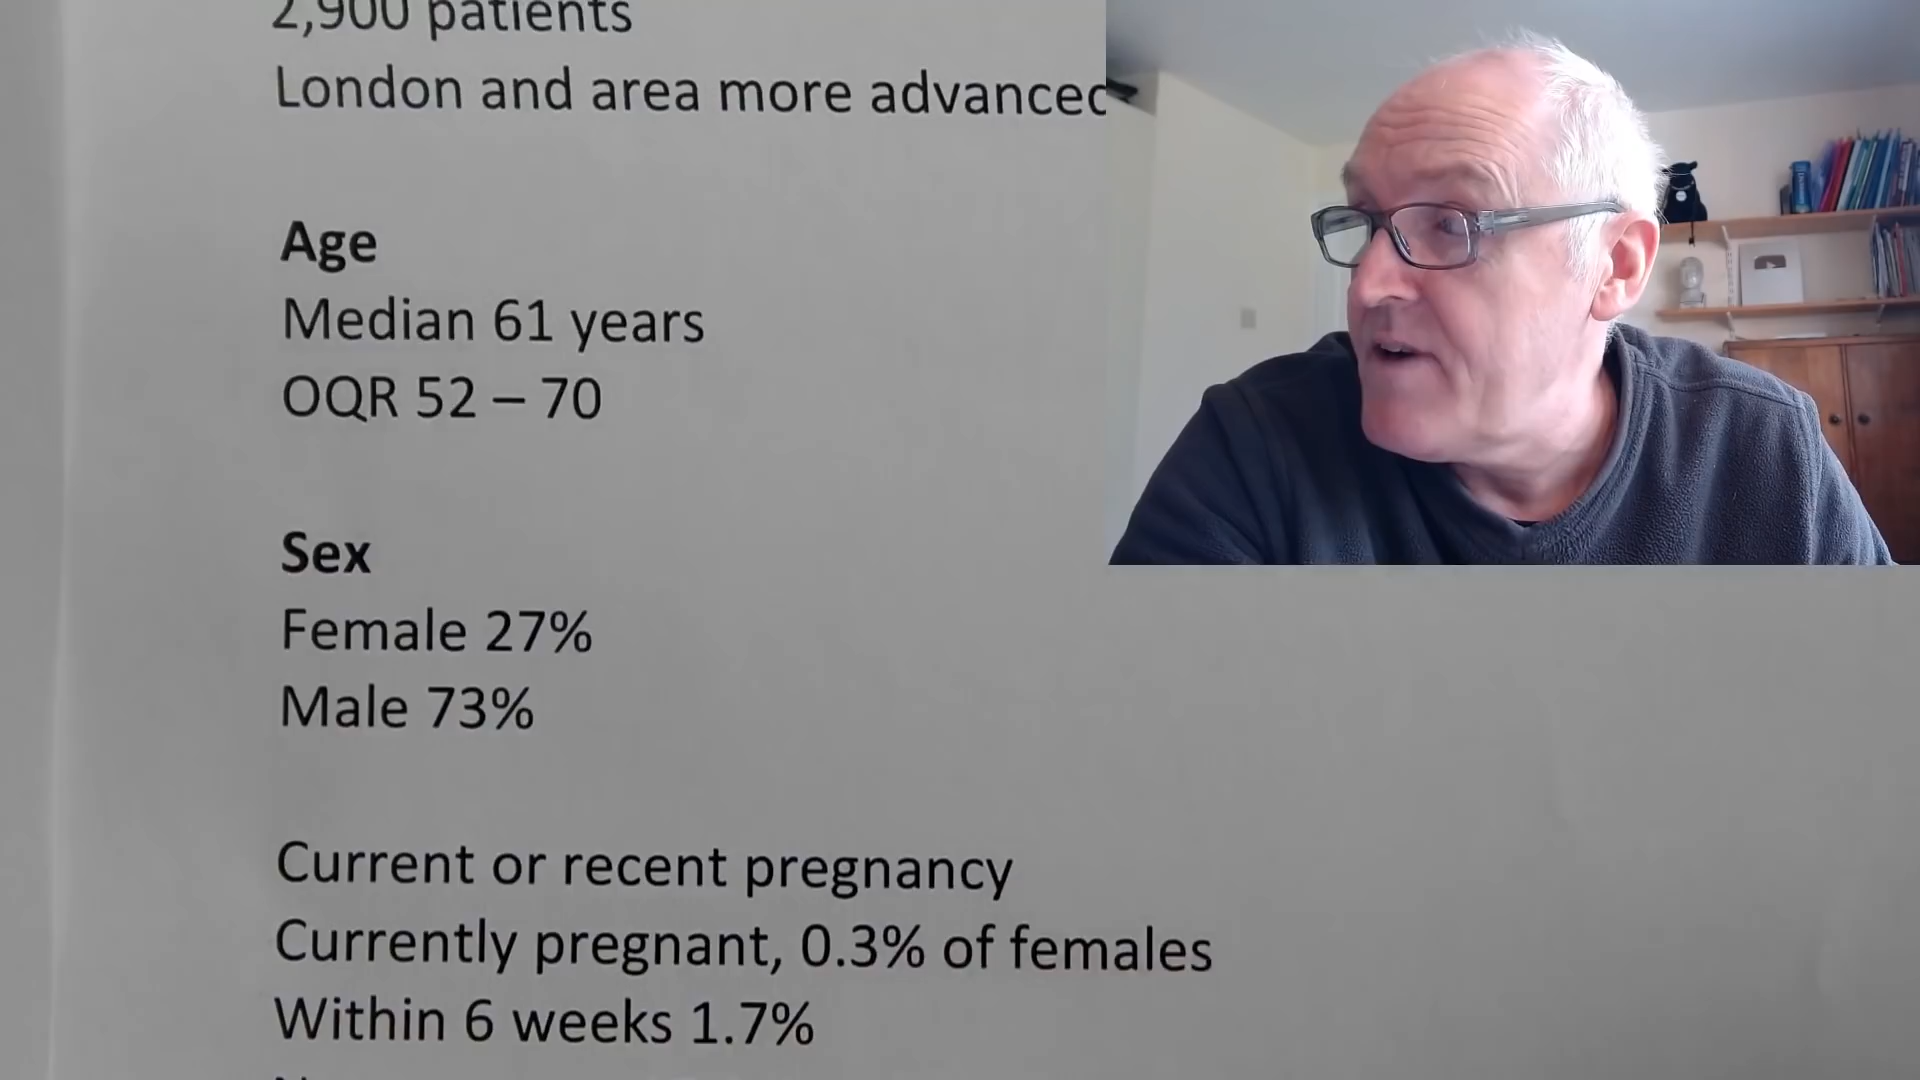 2,900 patients
London and area more advanced
Age
Median 61 years
OQR 52 – 70
Sex
Female 27%
Male 73%
Current or recent pregnancy
Currently pregnant, 0.3% of females
Within 6 weeks 1.7%